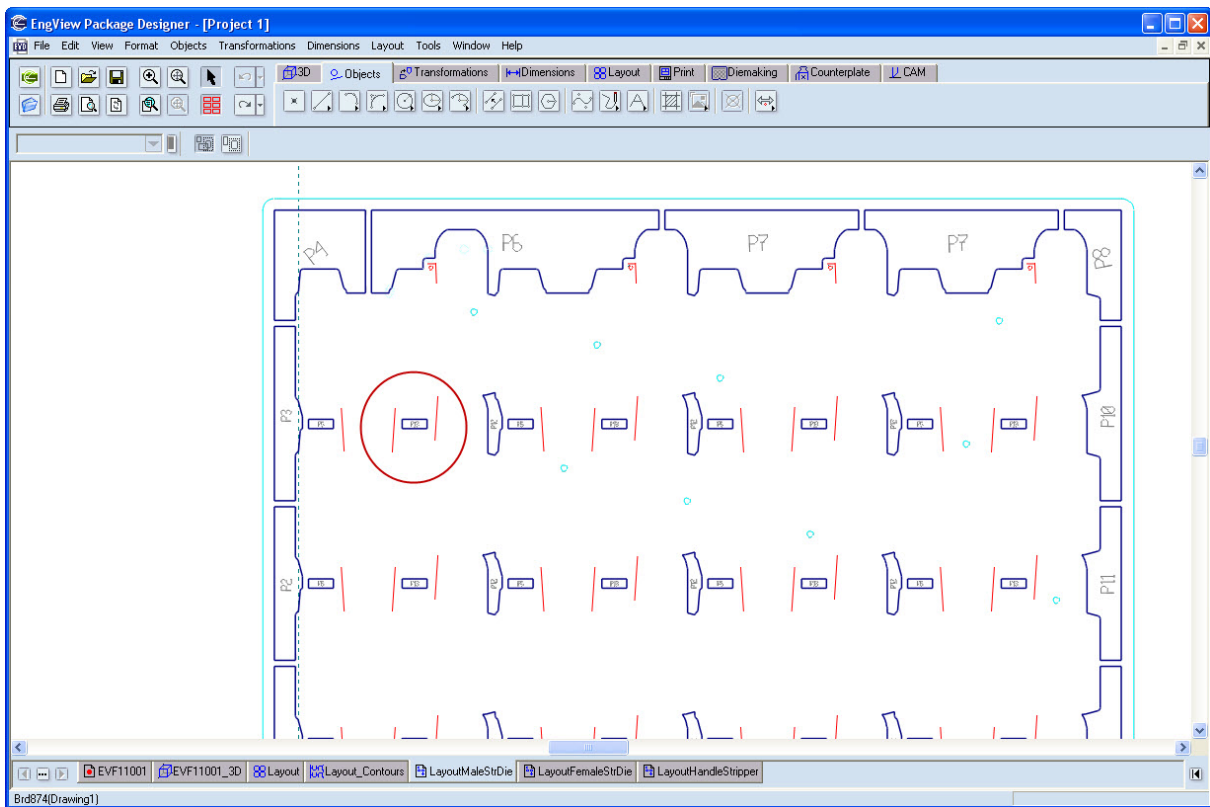 EngView Package Designer - [Project 1]
File Edit View Format Objects Transformations Dimensions Layout Tools Window Help
3D Objects Transformations Dimensions Layout Print Diemaking Counterplate CAM
P4 P6 P7 P7 P8
P3 P10
P2 P11
EVF11001 EVF11001_3D Layout Layout_Contours LayoutMaleStrDie LayoutFemaleStrDie LayoutHandleStripper
Brd874(Drawing1)